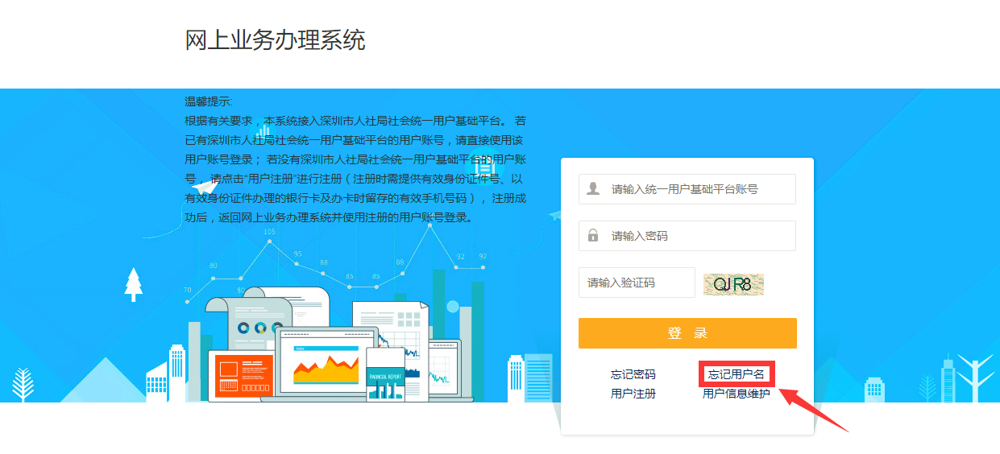 网上业务办理系统
温馨提示:
根据有关要求，本系统接入深圳市人社局社会统一用户基础平台。 若
已有深圳市人社局社会统一用户基础平台的用户账号，请直接使用该
用户账号登录； 若没有深圳市人社局社会统一用户基础平台的用户账
号， 请点击“用户注册”进行注册（注册时需提供有效身份证件号、以
有效身份证件办理的银行卡及办卡时留存的有效手机号码），注册成
功后，返回网上业务办理系统并使用注册的用户账号登录。
请输入统一用户基础平台账号
请输入密码
请输入验证码
QJR8
登 录
忘记密码
忘记用户名
用户注册
用户信息维护
70
80
80
105
95
88
85
85
88
92
92
FINANCIAL REPORT